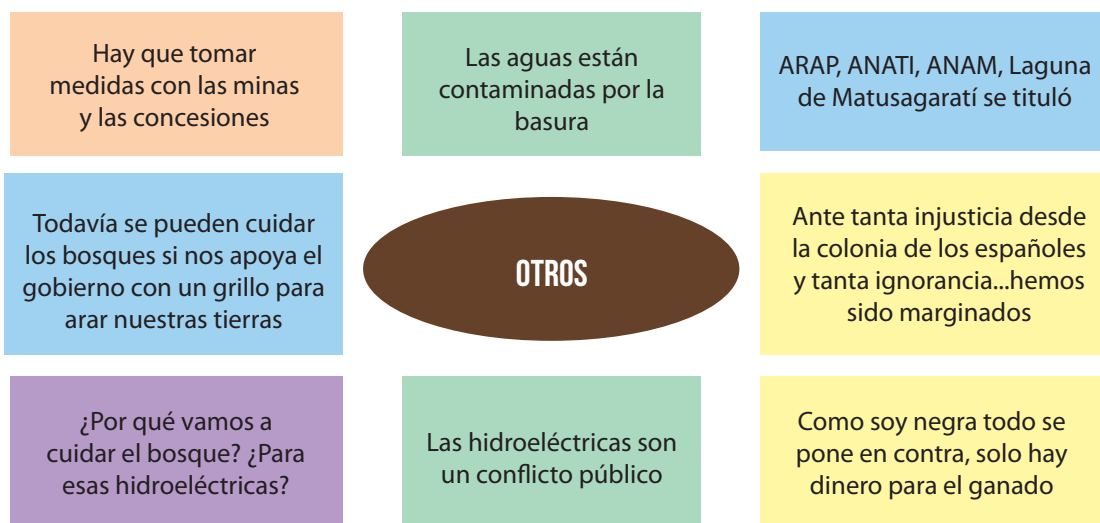 Hay que tomar
medidas con las minas
y las concesiones
Las aguas están
contaminadas por la
basura
ARAP, ANATI, ANAM, Laguna
de Matusagaratí se tituló
Todavía se pueden cuidar
los bosques si nos apoya el
gobierno con un grillo para
arar nuestras tierras
OTROS
Ante tanta injusticia desde
la colonia de los españoles
y tanta ignorancia...hemos
sido marginados
¿Por qué vamos a
cuidar el bosque? ¿Para
esas hidroeléctricas?
Las hidroeléctricas son
un conflicto público
Como soy negra todo se
pone en contra, solo hay
dinero para el ganado